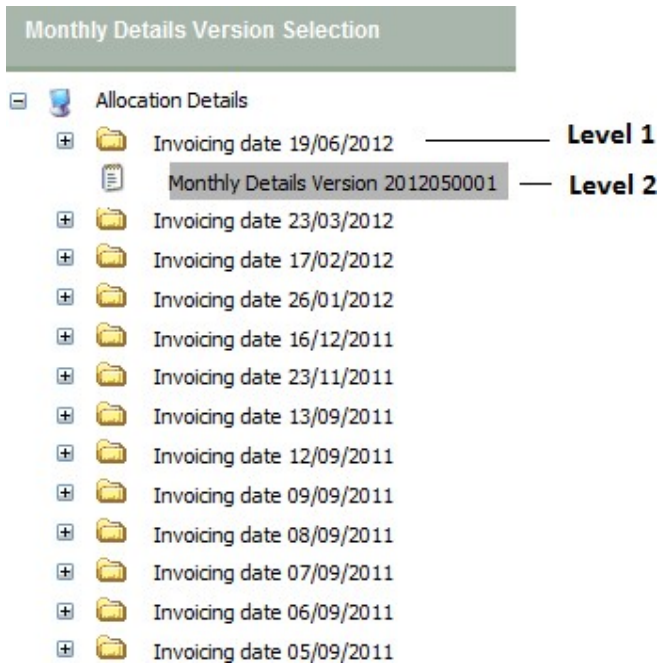 Monthly Details Version Selection
Allocation Details
Invoicing date 19/06/2012 Level 1
Monthly Details Version 2012050001 Level 2
Invoicing date 23/03/2012
Invoicing date 17/02/2012
Invoicing date 26/01/2012
Invoicing date 16/12/2011
Invoicing date 23/11/2011
Invoicing date 13/09/2011
Invoicing date 12/09/2011
Invoicing date 09/09/2011
Invoicing date 08/09/2011
Invoicing date 07/09/2011
Invoicing date 06/09/2011
Invoicing date 05/09/2011